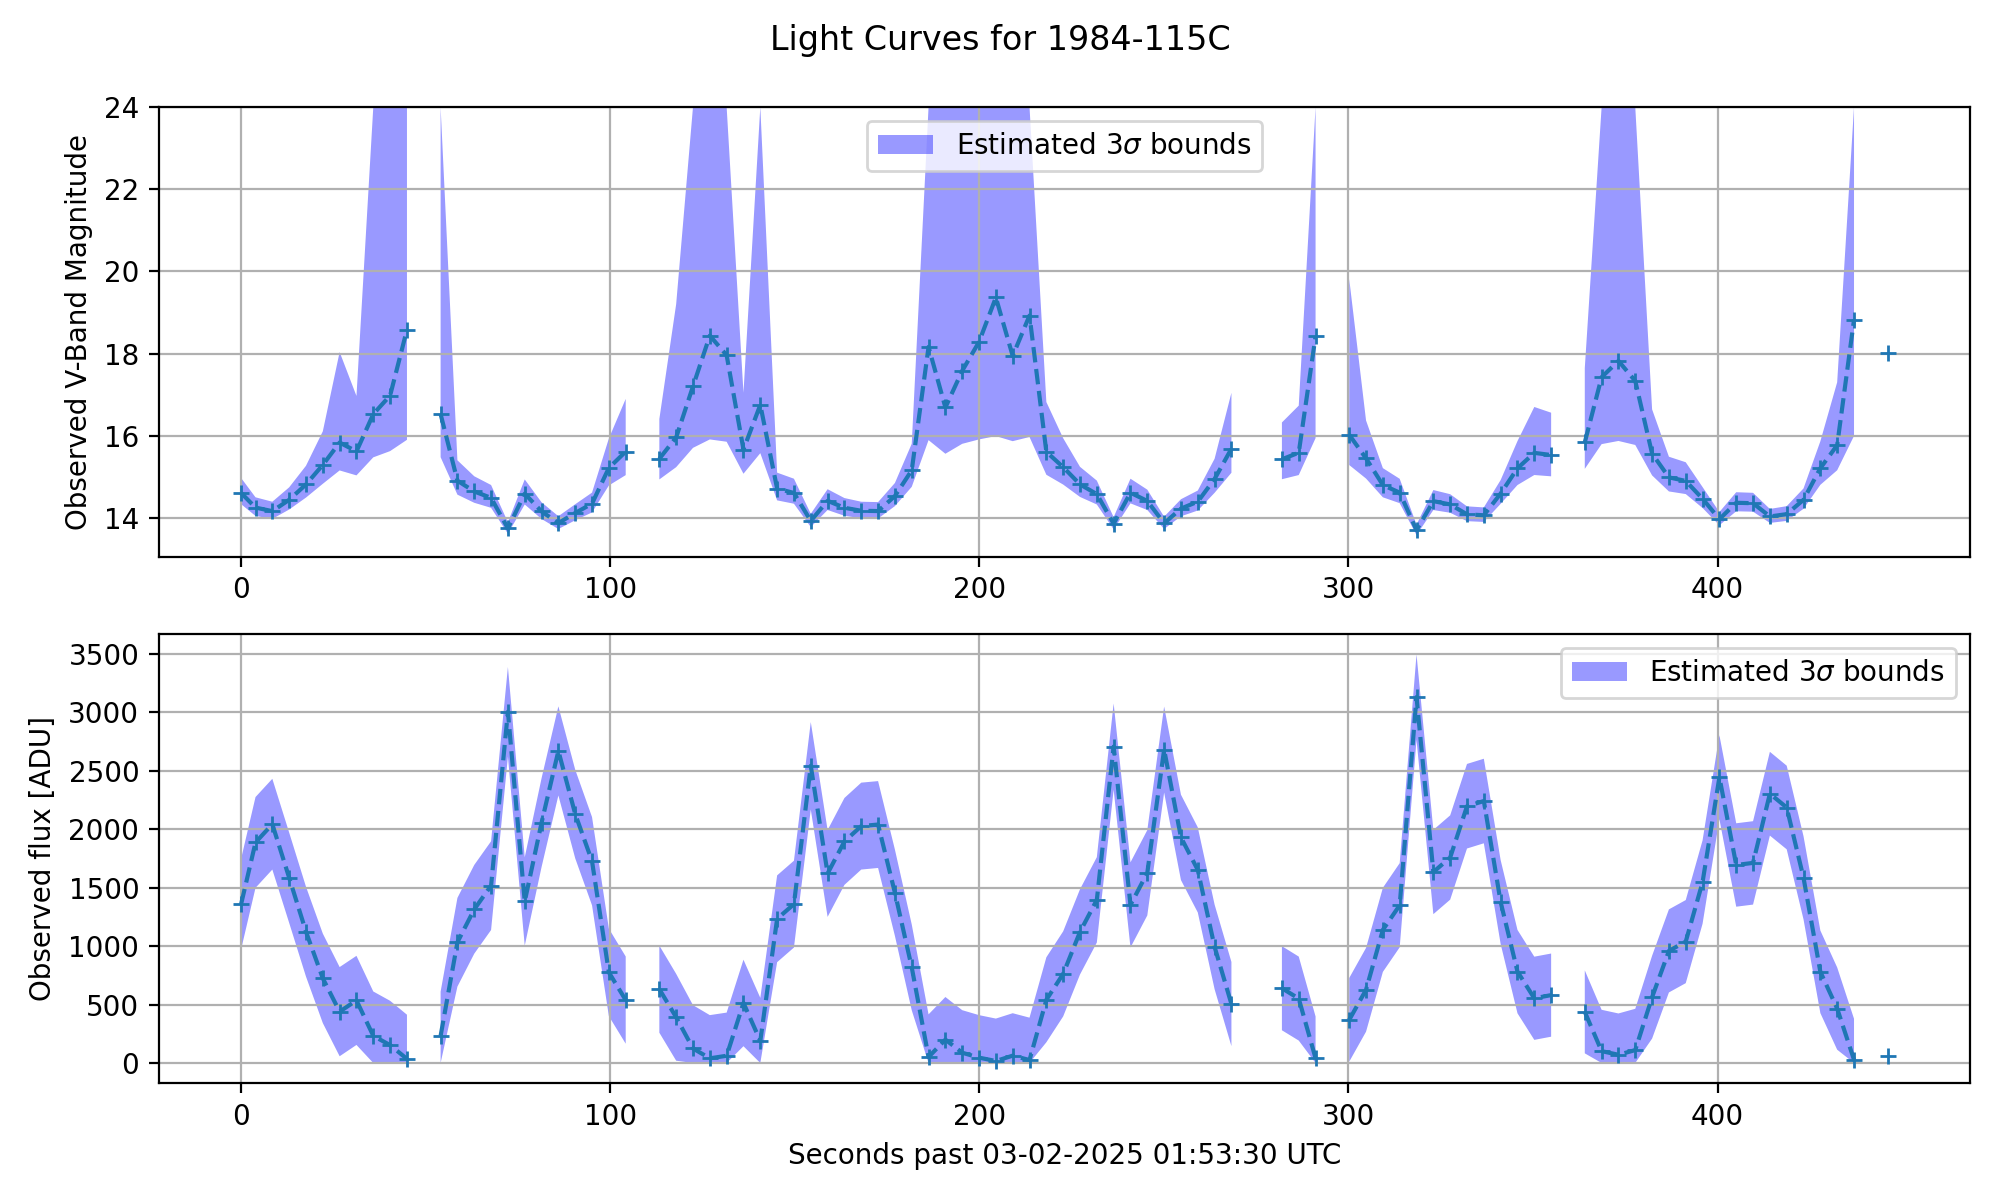 Light Curves for 1984-115C
Observed V-Band Magnitude
24
22
20
18
16
14
Estimated 3σ bounds
0 100 200 300 400
Observed flux [ADU]
3500
3000
2500
2000
1500
1000
500
0
Estimated 3σ bounds
0 100 200 300 400
Seconds past 03-02-2025 01:53:30 UTC